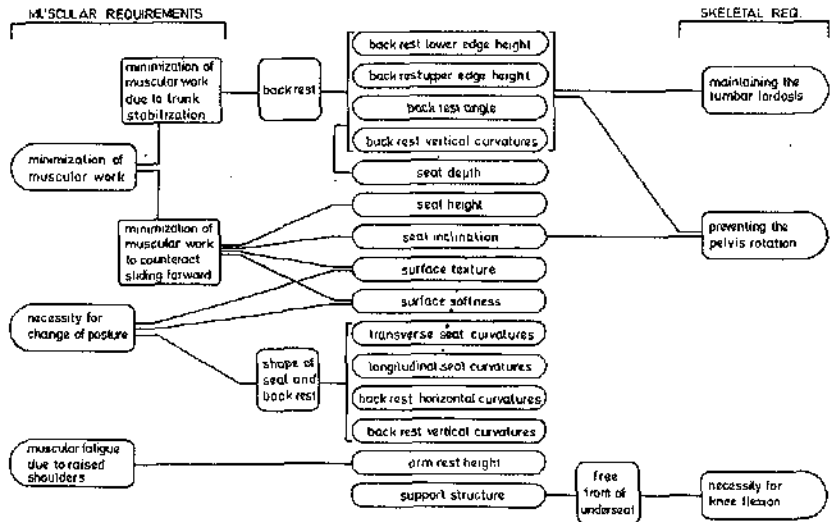 MUSCULAR REQUIREMENTS
SKELETAL REQ.
minimization of
muscular work
due to trunk
stabilization
back rest
back rest lower edge height
back rest upper edge height
back rest angle
back rest vertical curvatures
seat depth
maintaining the
lumbar lordosis
minimization of
muscular work
minimization of
muscular work
to counteract
sliding forward
seat height
seat inclination
surface texture
surface softness
preventing the
pelvis rotation
necessity for
change of posture
shape of
seat and
back rest
transverse seat curvatures
longitudinal seat curvatures
back rest horizontal curvatures
back rest vertical curvatures
muscular fatigue
due to raised
shoulders
arm rest height
support structure
free
front of
underseat
necessity for
knee flexion